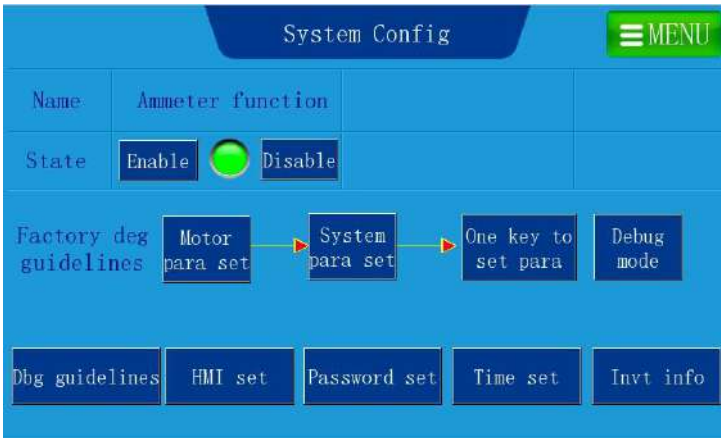 System Config
MENU
Name Ammeter function
State Enable Disable
Factory deg guidelines
Motor para set
System para set
One key to set para
Debug mode
Dbg guidelines HMI set Password set Time set Invt info